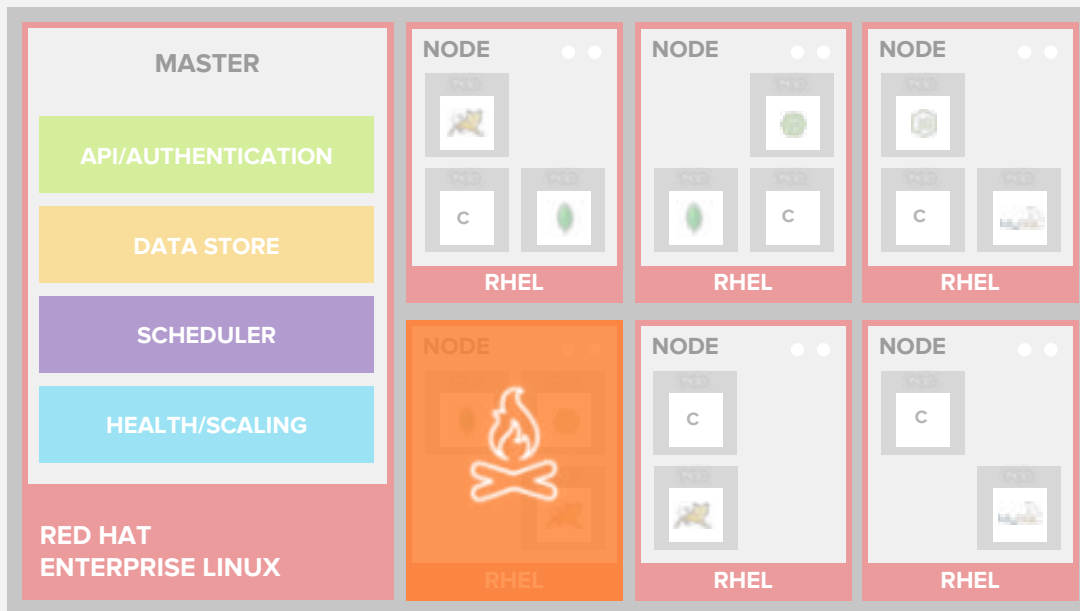 MASTER
API/AUTHENTICATION
DATA STORE
SCHEDULER
HEALTH/SCALING
RED HAT
ENTERPRISE LINUX
NODE
C
RHEL
NODE
C
RHEL
NODE
C
RHEL
NODE
RHEL
NODE
C
RHEL
NODE
C
RHEL